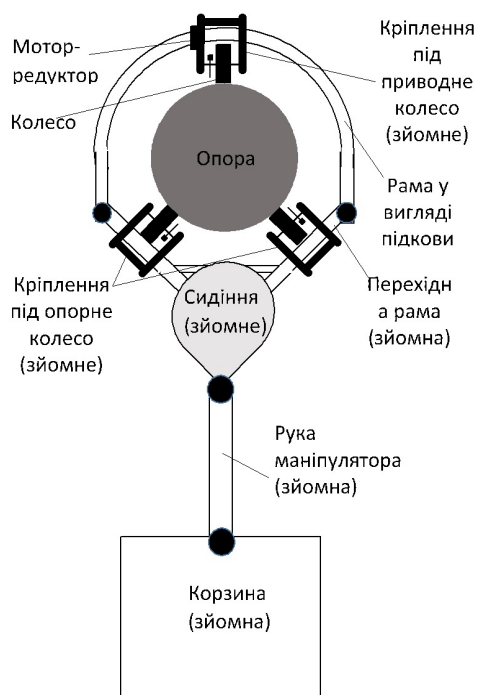 Мотор-
редуктор
Колесо
Опора
Кріплення
під
приводне
колесо
(зйомне)
Рама у
вигляді
підкови
Кріплення
під опорне
колесо
(зйомне)
Сидіння
(зйомне)
Перехідн
а рама
(зйомна)
Рука
маніпулятора
(зйомна)
Корзина
(зйомна)